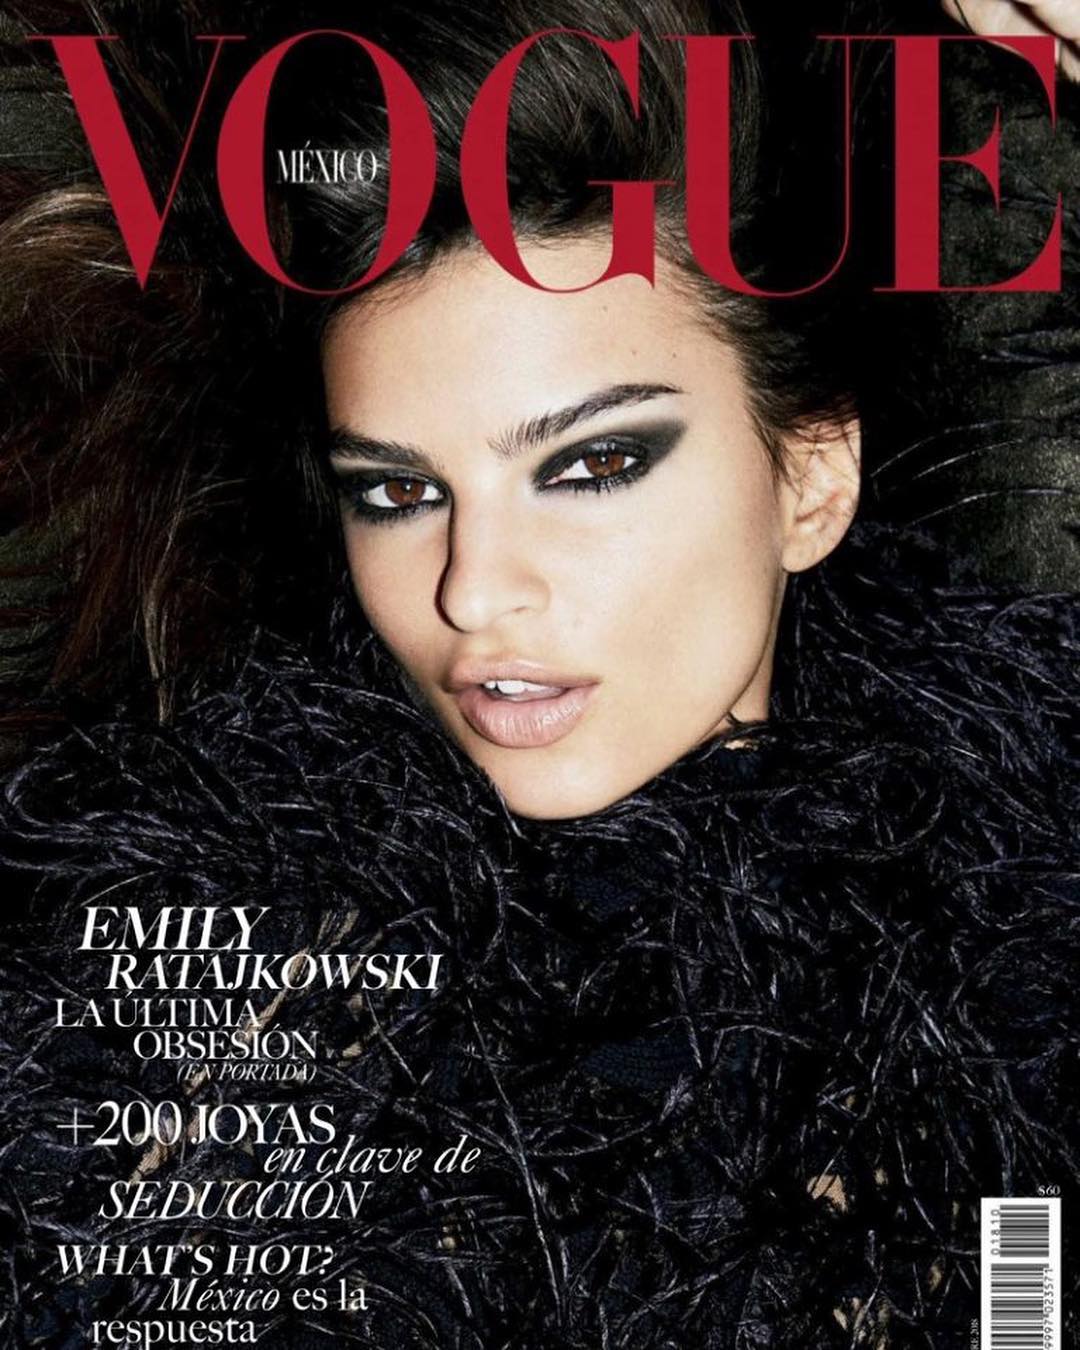 VOGUE
MÉXICO
EMILY
RATAJKOWSKI
LA ÚLTIMA
OBSESIÓN
(EN PORTADA)
+200 JOYAS
en clave de
SEDUCCIÓN
WHAT'S HOT?
México es la
respuesta
$60
01810